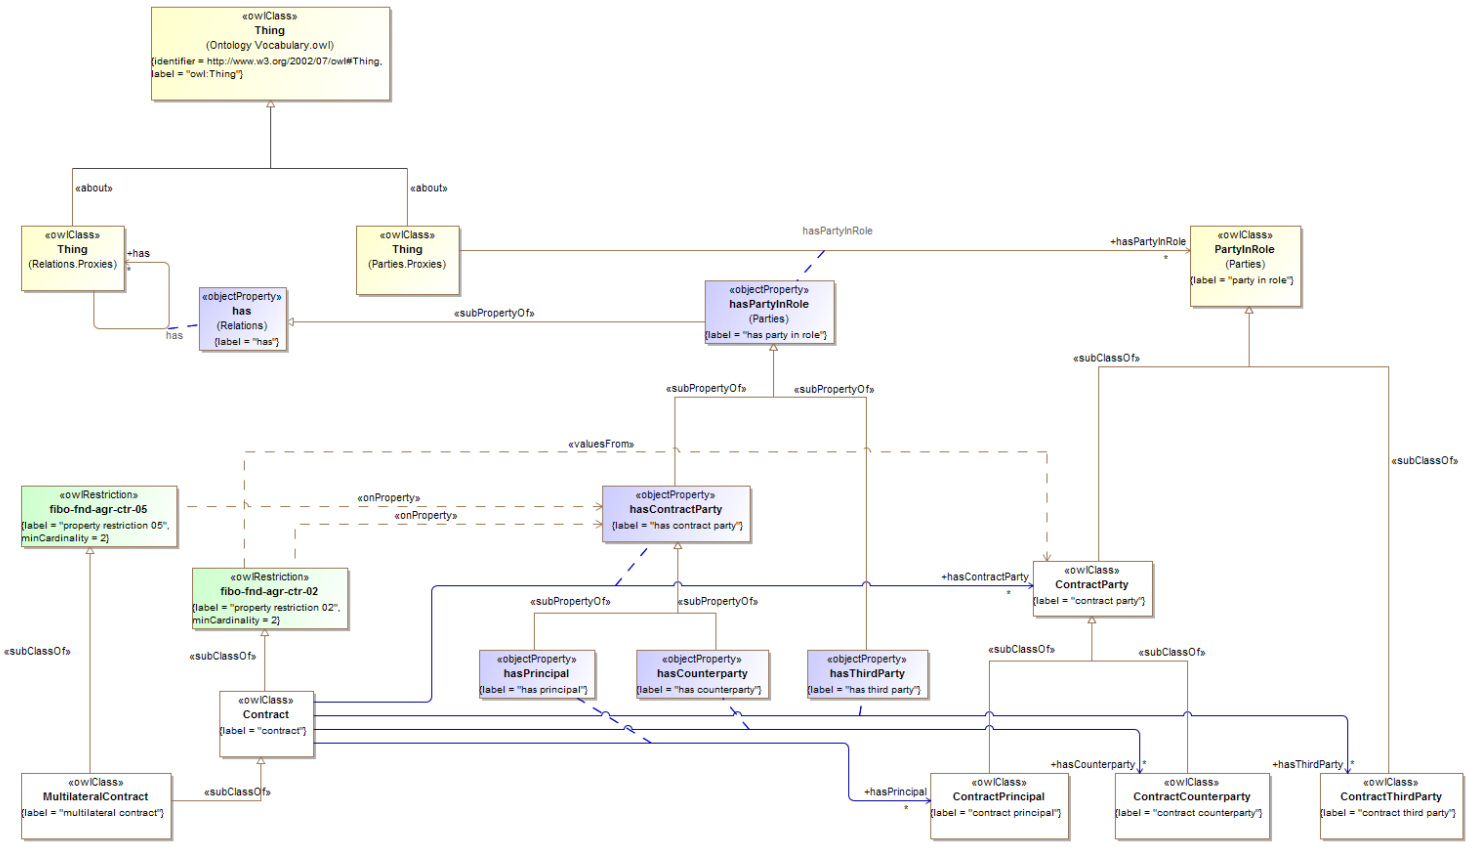 «owlClass»
Thing
(Ontology Vocabulary.owl)
{identifier = http://www.w3.org/2002/07/owl#Thing,
label = "owl:Thing"}
«about»
«about»
«owlClass»
Thing
(Relations.Proxies)
+has
*
has
«owlClass»
Thing
(Parties.Proxies)
hasPartyInRole
+hasPartyInRole
*
«owlClass»
PartyInRole
(Parties)
{label = "party in role"}
«objectProperty»
has
(Relations)
{label = "has"}
«subPropertyOf»
«objectProperty»
hasPartyInRole
(Parties)
{label = "has party in role"}
«subClassOf»
«subPropertyOf»
«subPropertyOf»
«valuesFrom»
«subClassOf»
«owlRestriction»
fibo-fnd-agr-ctr-05
{label = "property restriction 05",
minCardinality = 2}
«onProperty»
«onProperty»
«objectProperty»
hasContractParty
{label = "has contract party"}
«owlRestriction»
fibo-fnd-agr-ctr-02
{label = "property restriction 02",
minCardinality = 2}
+hasContractParty
*
«owlClass»
ContractParty
{label = "contract party"}
«subPropertyOf»
«subPropertyOf»
«subClassOf»
«subClassOf»
«subClassOf»
«subClassOf»
«objectProperty»
hasPrincipal
{label = "has principal"}
«objectProperty»
hasCounterparty
{label = "has counterparty"}
«objectProperty»
hasThirdParty
{label = "has third party"}
«owlClass»
Contract
{label = "contract"}
+hasCounterparty
*
+hasThirdParty
*
«owlClass»
MultilateralContract
{label = "multilateral contract"}
«subClassOf»
+hasPrincipal
*
«owlClass»
ContractPrincipal
{label = "contract principal"}
«owlClass»
ContractCounterparty
{label = "contract counterparty"}
«owlClass»
ContractThirdParty
{label = "contract third party"}